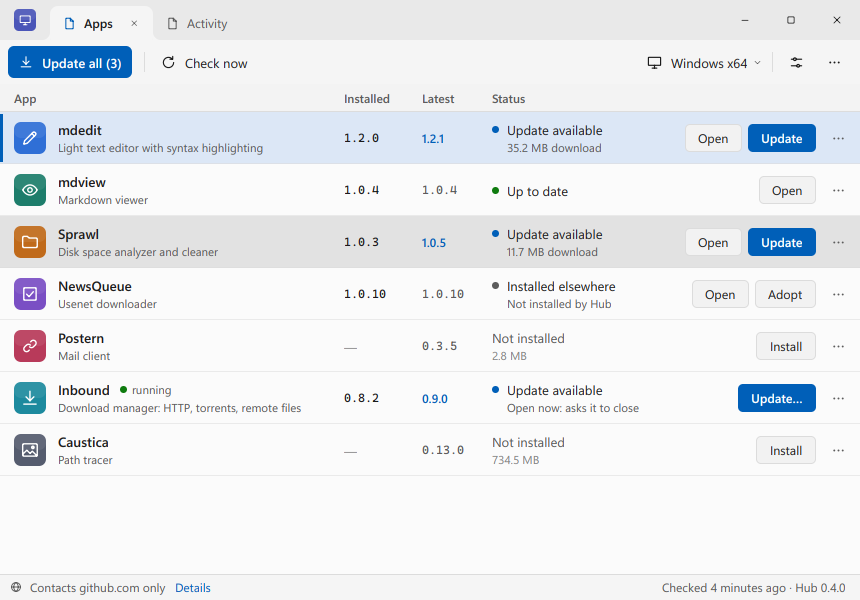 Apps
Activity
Update all (3)
Check now
Windows x64
App
Installed
Latest
Status
mdedit
Light text editor with syntax highlighting
1.2.0
1.2.1
Update available
35.2 MB download
Open
Update
mdview
Markdown viewer
1.0.4
1.0.4
Up to date
Open
Sprawl
Disk space analyzer and cleaner
1.0.3
1.0.5
Update available
11.7 MB download
Open
Update
NewsQueue
Usenet downloader
1.0.10
1.0.10
Installed elsewhere
Not installed by Hub
Open
Adopt
Postern
Mail client
—
0.3.5
Not installed
2.8 MB
Install
Inbound
running
Download manager: HTTP, torrents, remote files
0.8.2
0.9.0
Update available
Open now: asks it to close
Update...
Caustica
Path tracer
—
0.13.0
Not installed
734.5 MB
Install
Contacts github.com only
Details
Checked 4 minutes ago · Hub 0.4.0